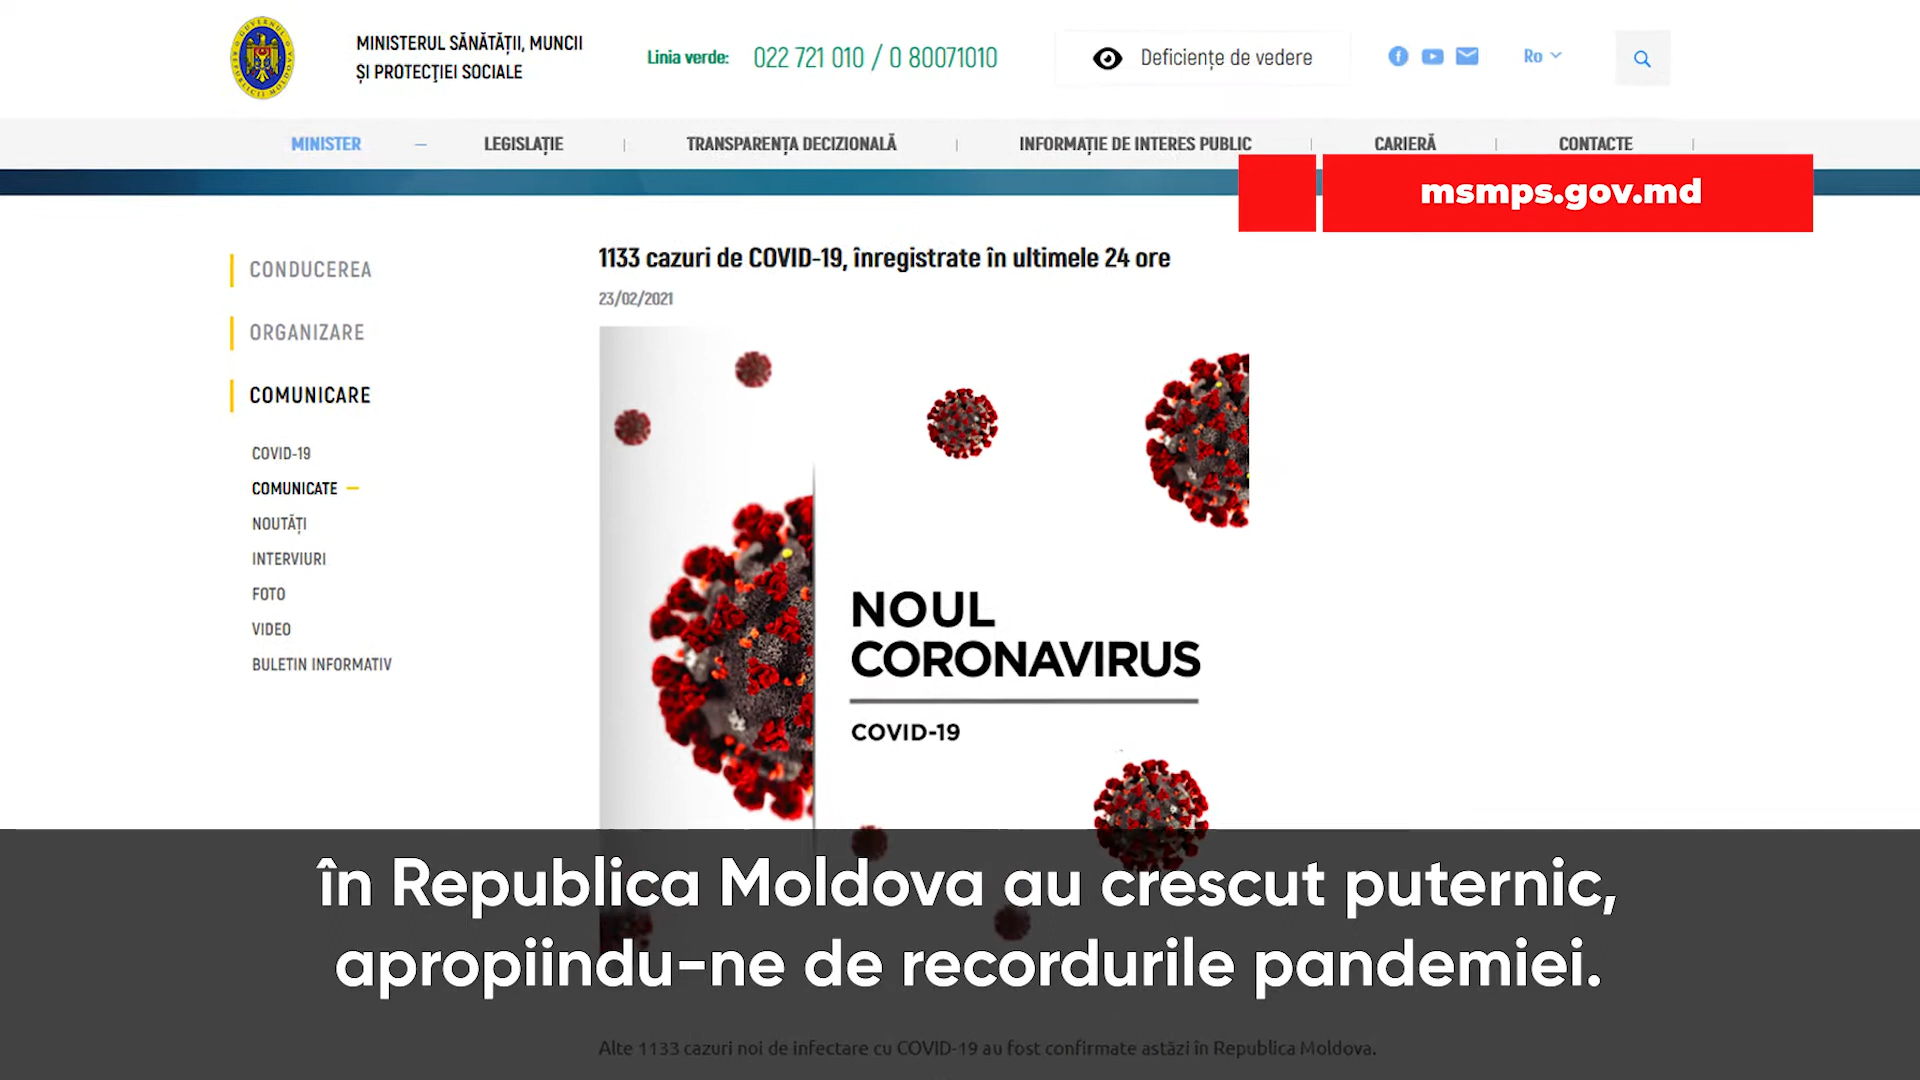 MINISTERUL SĂNĂTĂȚII, MUNCII
ȘI PROTECȚIEI SOCIALE
Linia verde: 022 721 010 / 0 80071010
Deficiențe de vedere
Ro
MINISTER
LEGISLAȚIE
TRANSPARENȚA DECIZIONALĂ
INFORMAȚIE DE INTERES PUBLIC
CARIERĂ
CONTACTE
msmps.gov.md
CONDUCEREA
ORGANIZARE
COMUNICARE
COVID-19
COMUNICATE
NOUTĂȚI
INTERVIURI
FOTO
VIDEO
BULETIN INFORMATIV
1133 cazuri de COVID-19, înregistrate în ultimele 24 ore
23/02/2021
NOUL
CORONAVIRUS
COVID-19
în Republica Moldova au crescut puternic,
apropiindu-ne de recordurile pandemiei.
Alte 1133 cazuri noi de infectare cu COVID-19 au fost confirmate astăzi în Republica Moldova.